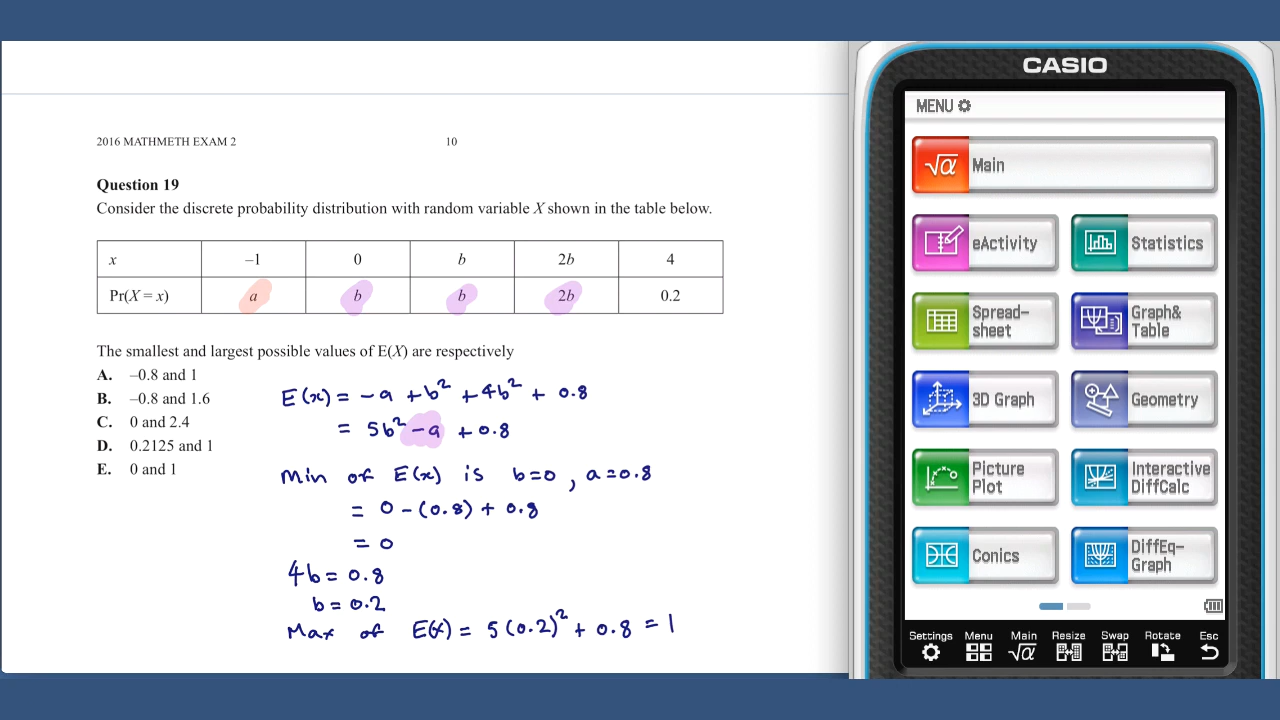 2016 MATHMETH EXAM 2 10
Question 19
Consider the discrete probability distribution with random variable X shown in the table below.
x –1 0 b 2b 4
Pr(X = x) a b b 2b 0.2
The smallest and largest possible values of E(X) are respectively
A. –0.8 and 1
B. –0.8 and 1.6
C. 0 and 2.4
D. 0.2125 and 1
E. 0 and 1
E(x) = -a + b² + 4b² + 0.8
= 5b² - a + 0.8
Min of E(x) is b=0, a=0.8
= 0 - (0.8) + 0.8
= 0
4b = 0.8
b = 0.2
Max of E(x) = 5(0.2)² + 0.8 = 1
CASIO
MENU
√α Main
eActivity
Statistics
Spread-
sheet
Graph&
Table
3D Graph
Geometry
Picture
Plot
Interactive
DiffCalc
Conics
DiffEq-
Graph
Settings Menu Main Resize Swap Rotate Esc
√α